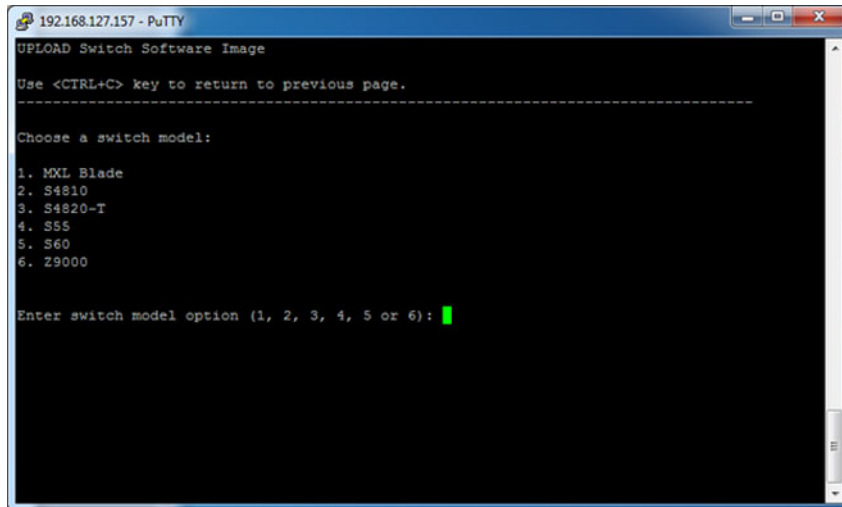 192.168.127.157 - PuTTY
UPLOAD Switch Software Image
Use <CTRL+C> key to return to previous page.
--------------------------------------------------------------------------------
Choose a switch model:
1. MXL Blade
2. S4810
3. S4820-T
4. S55
5. S60
6. Z9000
Enter switch model option (1, 2, 3, 4, 5 or 6):